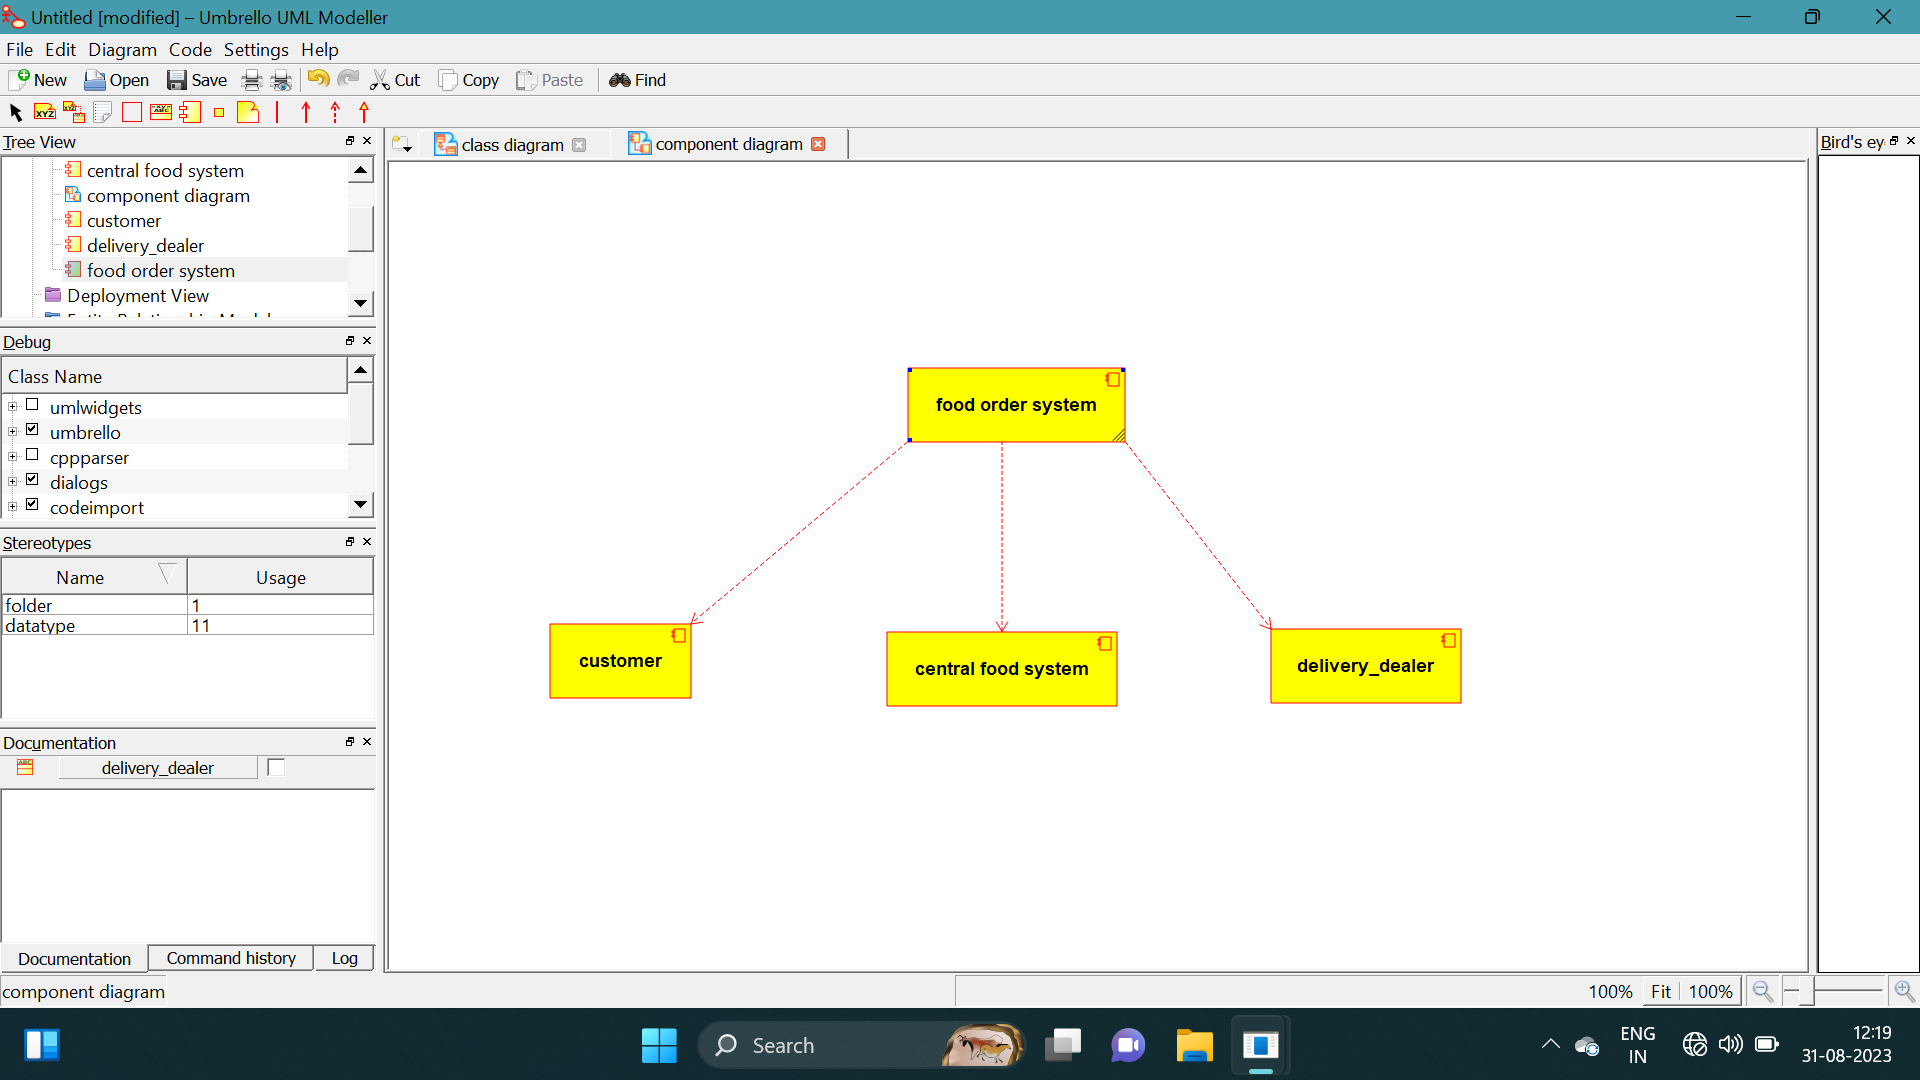 Untitled [modified] – Umbrello UML Modeller
File Edit Diagram Code Settings Help
New Open Save Cut Copy Paste Find
XYZ
Tree View
class diagram
component diagram
Bird's ey
central food system
component diagram
customer
delivery_dealer
food order system
Deployment View
Debug
Class Name
umlwidgets
umbrello
cppparser
dialogs
codeimport
Stereotypes
Name Usage
folder 1
datatype 11
Documentation
delivery_dealer
Documentation Command history Log
food order system
customer
central food system
delivery_dealer
component diagram
100% Fit 100%
Search
ENG
IN
12:19
31-08-2023